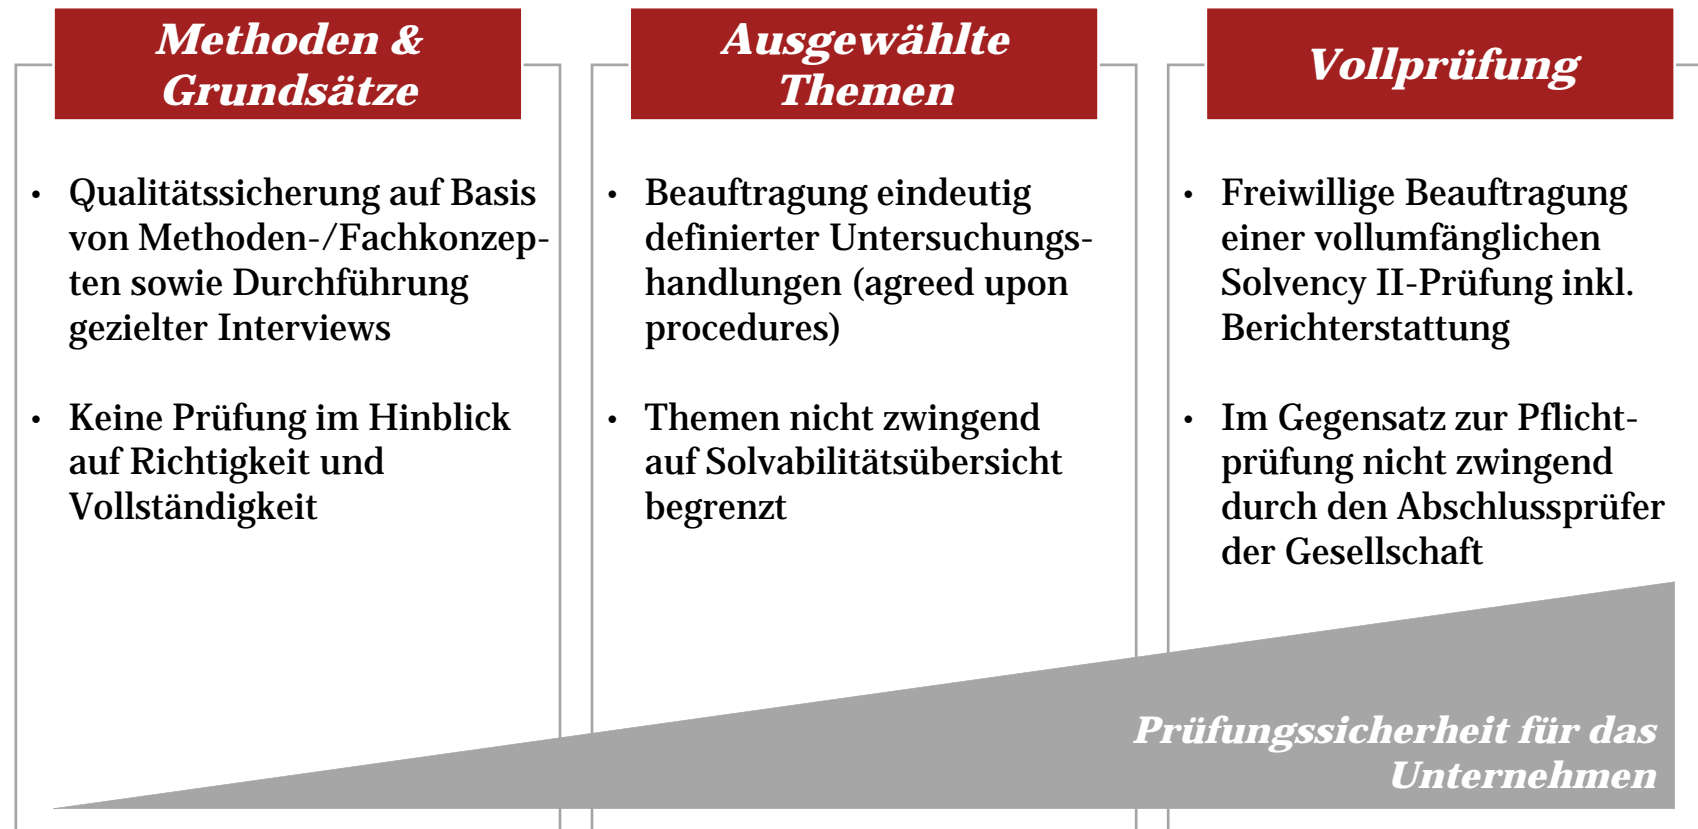 Methoden &
Grundsätze
• Qualitätssicherung auf Basis
von Methoden-/Fachkonzep-
ten sowie Durchführung
gezielter Interviews
• Keine Prüfung im Hinblick
auf Richtigkeit und
Vollständigkeit
Ausgewählte
Themen
• Beauftragung eindeutig
definierter Untersuchungs-
handlungen (agreed upon
procedures)
• Themen nicht zwingend
auf Solvabilitätsübersicht
begrenzt
Vollprüfung
• Freiwillige Beauftragung
einer vollumfänglichen
Solvency II-Prüfung inkl.
Berichterstattung
• Im Gegensatz zur Pflicht-
prüfung nicht zwingend
durch den Abschlussprüfer
der Gesellschaft
Prüfungssicherheit für das
Unternehmen